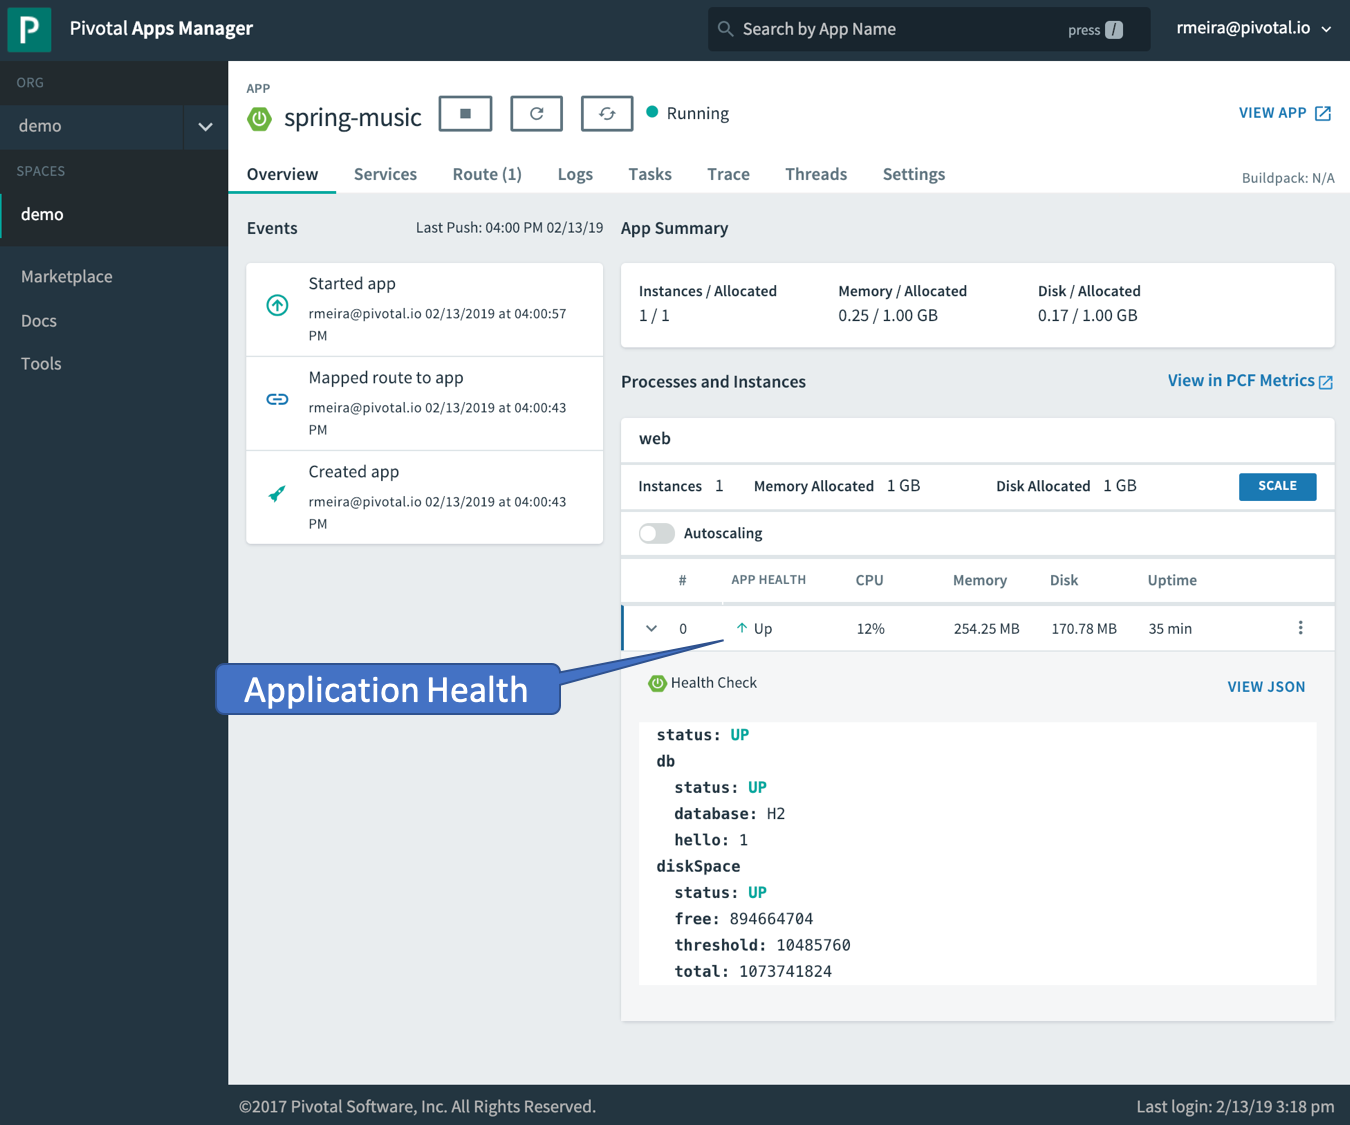 P Pivotal Apps Manager
Search by App Name press /
rmeira@pivotal.io
ORG
demo
SPACES
demo
Marketplace
Docs
Tools
APP
spring-music
Running
VIEW APP
Overview Services Route (1) Logs Tasks Trace Threads Settings
Buildpack: N/A
Events
Last Push: 04:00 PM 02/13/19
Started app
rmeira@pivotal.io 02/13/2019 at 04:00:57
PM
Mapped route to app
rmeira@pivotal.io 02/13/2019 at 04:00:43
PM
Created app
rmeira@pivotal.io 02/13/2019 at 04:00:43
PM
App Summary
Instances / Allocated Memory / Allocated Disk / Allocated
1 / 1 0.25 / 1.00 GB 0.17 / 1.00 GB
Processes and Instances
View in PCF Metrics
web
Instances 1 Memory Allocated 1 GB Disk Allocated 1 GB SCALE
Autoscaling
# APP HEALTH CPU Memory Disk Uptime
0 Up 12% 254.25 MB 170.78 MB 35 min
Application Health
Health Check
VIEW JSON
status: UP
db
status: UP
database: H2
hello: 1
diskSpace
status: UP
free: 894664704
threshold: 10485760
total: 1073741824
©2017 Pivotal Software, Inc. All Rights Reserved.
Last login: 2/13/19 3:18 pm